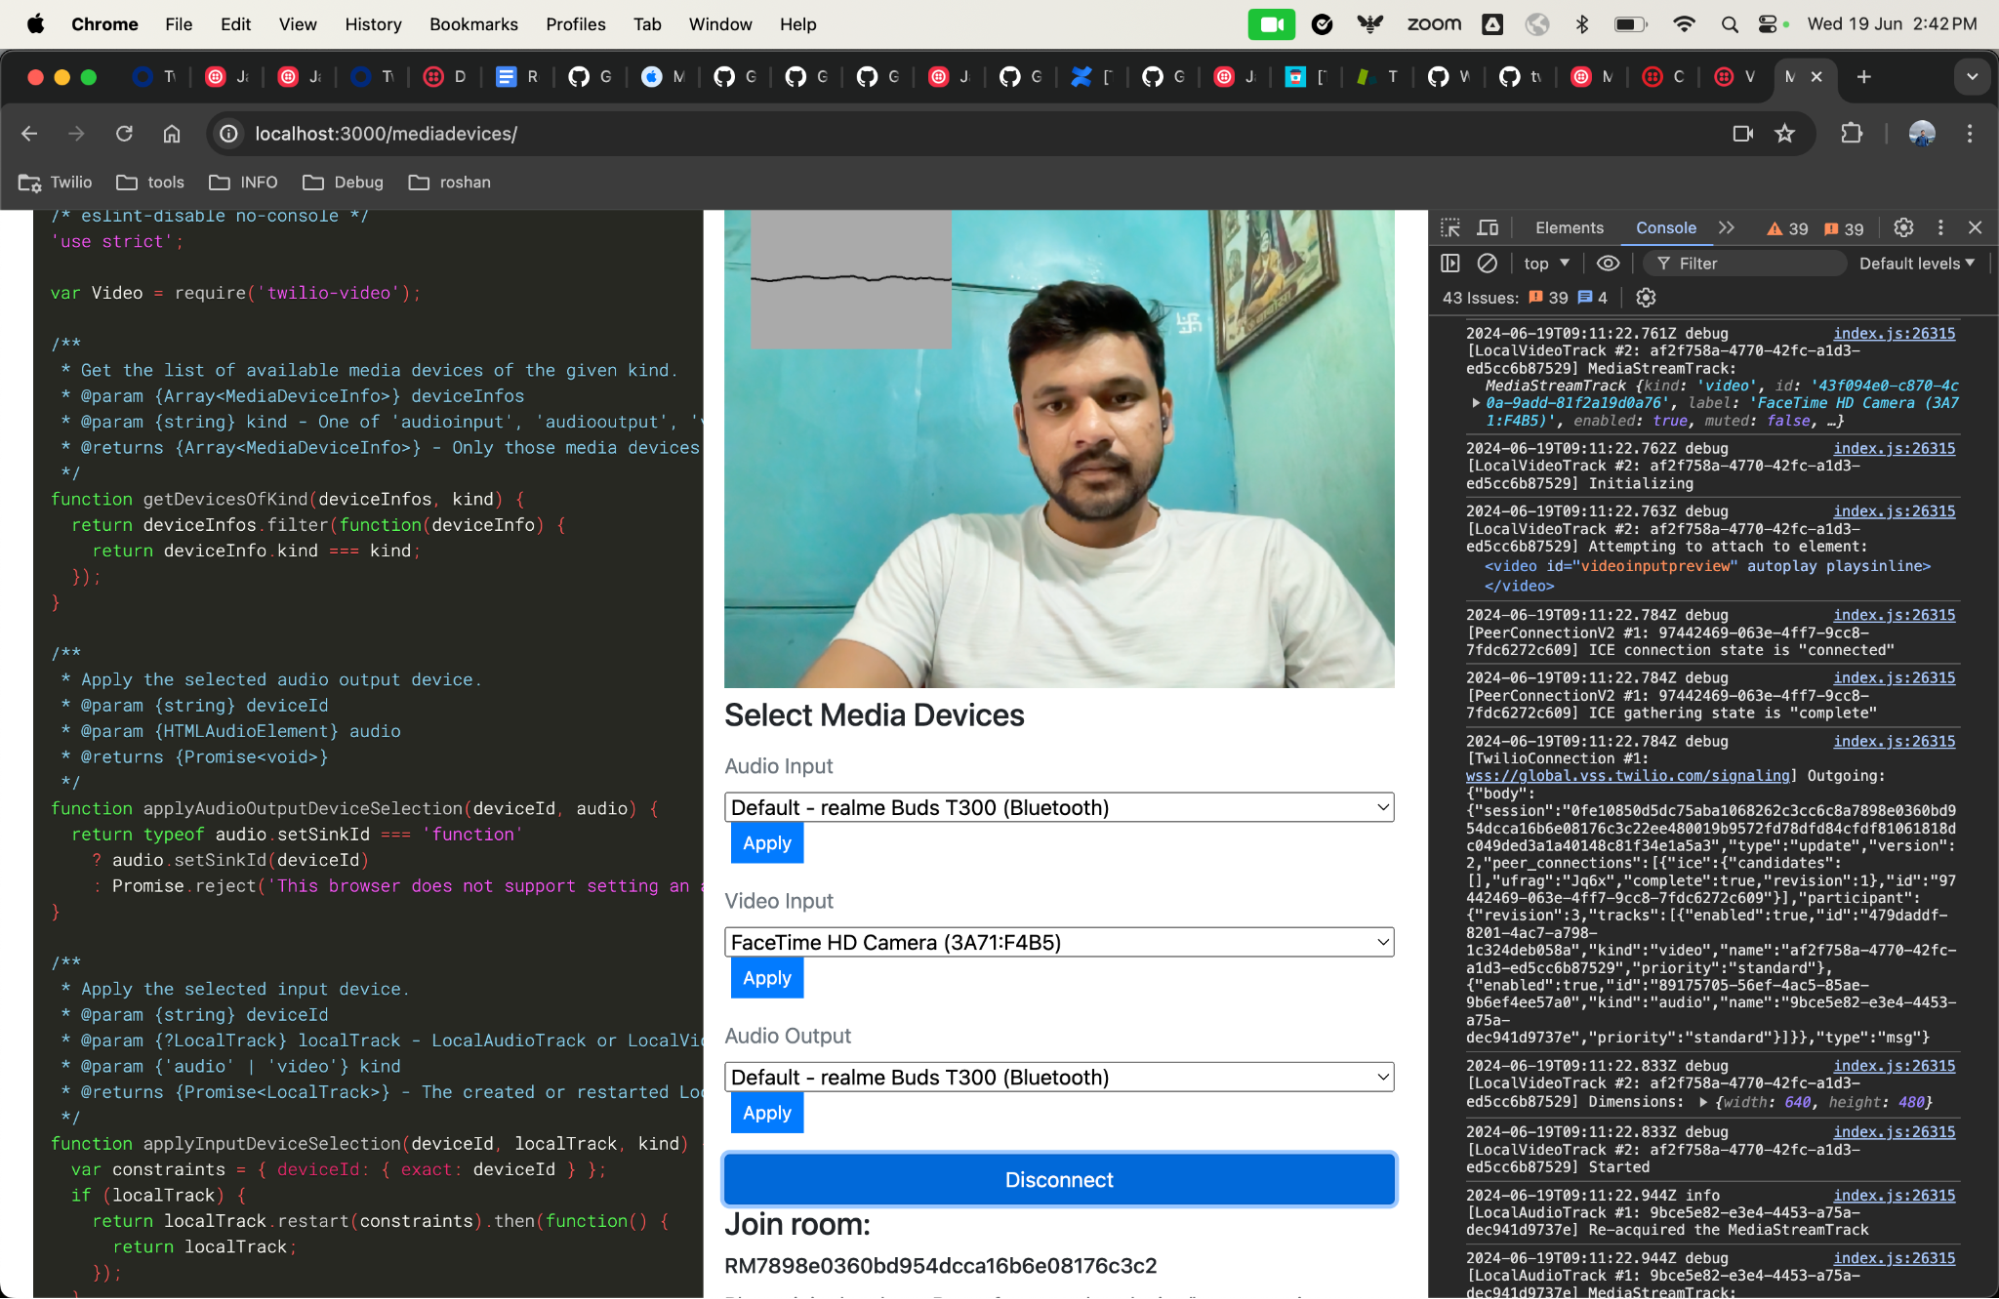 Chrome File Edit View History Bookmarks Profiles Tab Window Help zoom Wed 19 Jun 2:42 PM
localhost:3000/mediadevices/
Twilio tools INFO Debug roshan
/* eslint-disable no-console */
'use strict';
var Video = require('twilio-video');
/**
* Get the list of available media devices of the given kind.
* @param {Array<MediaDeviceInfo>} deviceInfos
* @param {string} kind - One of 'audioinput', 'audiooutput', '
* @returns {Array<MediaDeviceInfo>} - Only those media devices
*/
function getDevicesOfKind(deviceInfos, kind) {
return deviceInfos.filter(function(deviceInfo) {
return deviceInfo.kind === kind;
});
}
/**
* Apply the selected audio output device.
* @param {string} deviceId
* @param {HTMLAudioElement} audio
* @returns {Promise<void>}
*/
function applyAudioOutputDeviceSelection(deviceId, audio) {
return typeof audio.setSinkId === 'function'
? audio.setSinkId(deviceId)
: Promise.reject('This browser does not support setting an
}
/**
* Apply the selected input device.
* @param {string} deviceId
* @param {?LocalTrack} localTrack - LocalAudioTrack or LocalVi
* @param {'audio' | 'video'} kind
* @returns {Promise<LocalTrack>} - The created or restarted Lo
*/
function applyInputDeviceSelection(deviceId, localTrack, kind)
var constraints = { deviceId: { exact: deviceId } };
if (localTrack) {
return localTrack.restart(constraints).then(function() {
return localTrack;
});
Select Media Devices
Audio Input
Default - realme Buds T300 (Bluetooth)
Apply
Video Input
FaceTime HD Camera (3A71:F4B5)
Apply
Audio Output
Default - realme Buds T300 (Bluetooth)
Apply
Disconnect
Join room:
RM7898e0360bd954dcca16b6e08176c3c2
Elements Console 39 39
top Filter Default levels
43 Issues: 39 4
2024-06-19T09:11:22.761Z debug index.js:26315
[LocalVideoTrack #2: af2f758a-4770-42fc-a1d3-
ed5cc6b87529] MediaStreamTrack:
MediaStreamTrack {kind: 'video', id: '43f094e0-c870-4c
0a-9add-81f2a19d0a76', label: 'FaceTime HD Camera (3A7
1:F4B5)', enabled: true, muted: false, …}
2024-06-19T09:11:22.762Z debug index.js:26315
[LocalVideoTrack #2: af2f758a-4770-42fc-a1d3-
ed5cc6b87529] Initializing
2024-06-19T09:11:22.763Z debug index.js:26315
[LocalVideoTrack #2: af2f758a-4770-42fc-a1d3-
ed5cc6b87529] Attempting to attach to element:
<video id="videoinputpreview" autoplay playsinline>
</video>
2024-06-19T09:11:22.784Z debug index.js:26315
[PeerConnectionV2 #1: 97442469-063e-4ff7-9cc8-
7fdc6272c609] ICE connection state is "connected"
2024-06-19T09:11:22.784Z debug index.js:26315
[PeerConnectionV2 #1: 97442469-063e-4ff7-9cc8-
7fdc6272c609] ICE gathering state is "complete"
2024-06-19T09:11:22.784Z debug index.js:26315
[TwilioConnection #1:
wss://global.vss.twilio.com/signaling] Outgoing:
{"body":
{"session":"0fe10850d5dc75aba1068262c3cc6c8a7898e0360bd9
54dcca16b6e08176c3c22ee480019b9572fd78dfd84cfdf81061818d
c049ded3a1a40148c81f34e1a5a3","type":"update","version":
2,"peer_connections":[{"ice":{"candidates":
[],"ufrag":"Jq6x","complete":true,"revision":1},"id":"97
442469-063e-4ff7-9cc8-7fdc6272c609"}],"participant":
{"revision":3,"tracks":[{"enabled":true,"id":"479daddf-
8201-4ac7-a798-
1c324deb058a","kind":"video","name":"af2f758a-4770-42fc-
a1d3-ed5cc6b87529","priority":"standard"},
{"enabled":true,"id":"89175705-56ef-4ac5-85ae-
9b6ef4ee57a0","kind":"audio","name":"9bce5e82-e3e4-4453-
a75a-
dec941d9737e","priority":"standard"}]}},"type":"msg"}
2024-06-19T09:11:22.833Z debug index.js:26315
[LocalVideoTrack #2: af2f758a-4770-42fc-a1d3-
ed5cc6b87529] Dimensions: {width: 640, height: 480}
2024-06-19T09:11:22.833Z debug index.js:26315
[LocalVideoTrack #2: af2f758a-4770-42fc-a1d3-
ed5cc6b87529] Started
2024-06-19T09:11:22.944Z info index.js:26315
[LocalAudioTrack #1: 9bce5e82-e3e4-4453-a75a-
dec941d9737e] Re-acquired the MediaStreamTrack
2024-06-19T09:11:22.944Z debug index.js:26315
[LocalAudioTrack #1: 9bce5e82-e3e4-4453-a75a-
dec941d9737e] MediaStreamTrack: